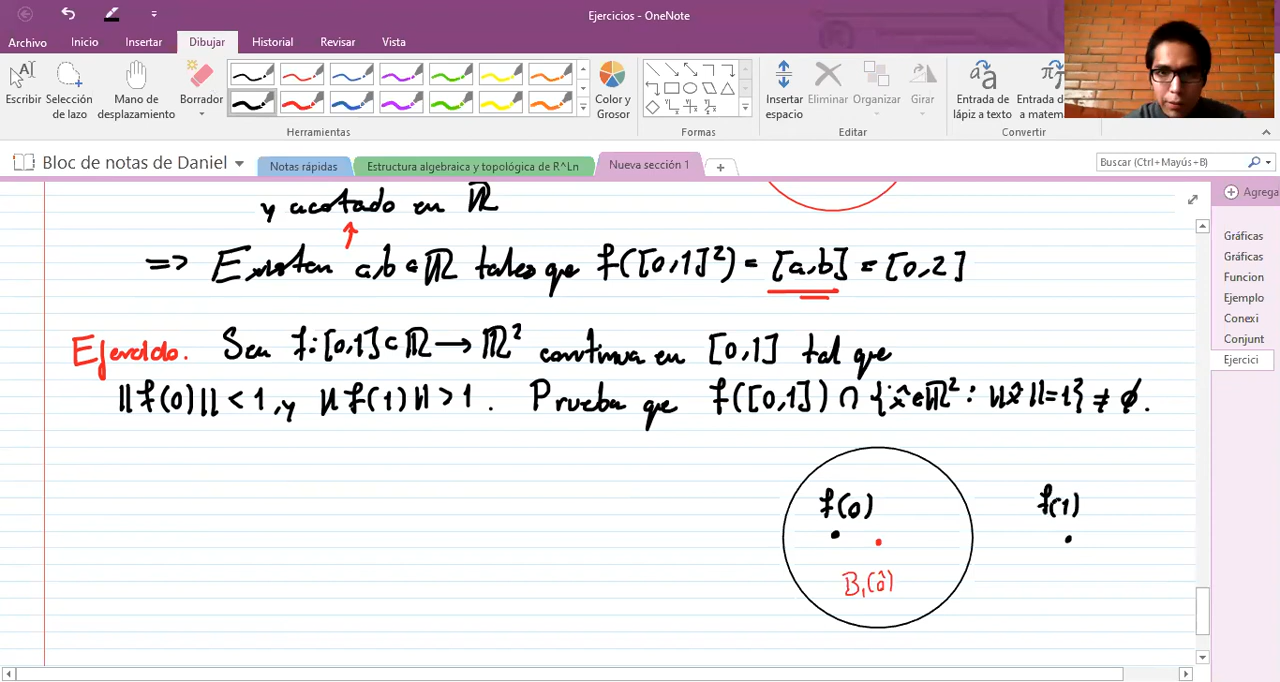 Ejercicios - OneNote
Archivo Inicio Insertar Dibujar Historial Revisar Vista
Escribir Selección de lazo Mano de desplazamiento Borrador Color y Grosor Insertar espacio Eliminar Organizar Girar Entrada de lápiz a texto Entrada de a matem
Herramientas Formas Editar Convertir
Bloc de notas de Daniel Notas rápidas Estructura algebraica y topológica de R^Ln Nueva sección 1 Buscar (Ctrl+Mayús+B)
Agrega
Gráficas
Gráficas
Funcion
Ejemplo
Conexi
Conjunt
Ejercici
y acotado en ℝ
=> Existen a,b ∈ ℝ tales que f([0,1]²) = [a,b] = [0,2]
Ejercicio. Sea f:[0,1]⊂ℝ → ℝ² continua en [0,1] tal que
||f(0)|| < 1, y ||f(1)|| > 1. Prueba que f([0,1]) ∩ {x̂∈ℝ² : ||x̂||=1} ≠ ∅.
f(0) f(1)
B₁(ô)